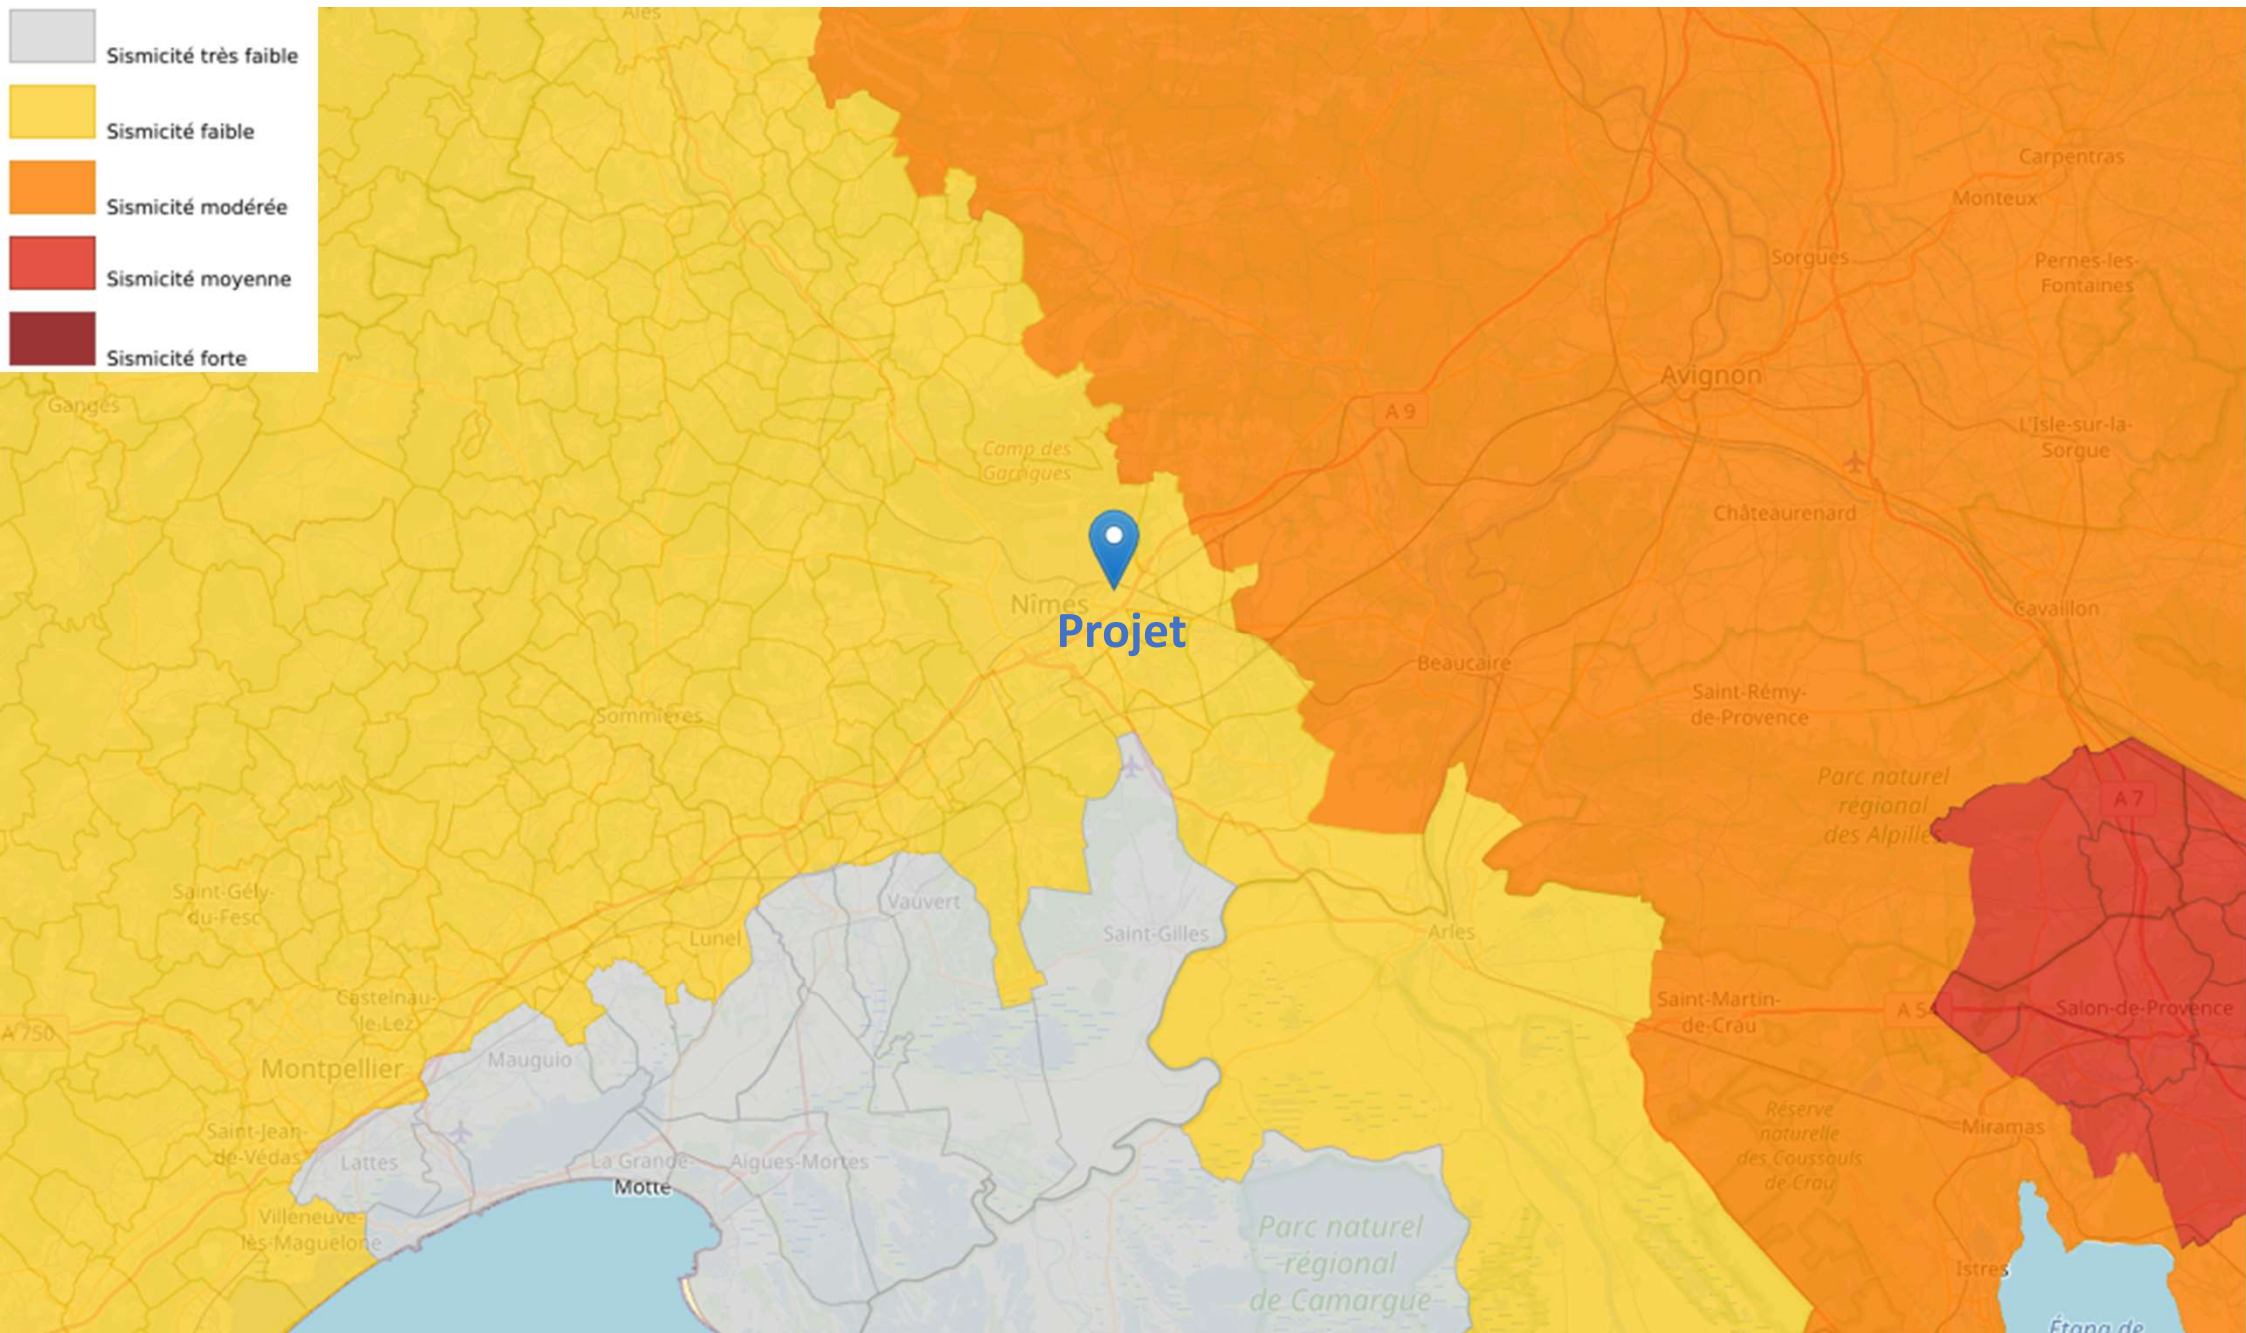 Sismicité très faible
Sismicité faible
Sismicité modérée
Sismicité moyenne
Sismicité forte
Alès
Carpentras
Monteux
Sorgues
Pernes-les-
Fontaines
Ganges
Avignon
A 9
L'Isle-sur-la-
Sorgue
Camp des
Garrigues
Châteaurenard
Nîmes
Projet
Cavaillon
Beaucaire
Saint-Rémy-
de-Provence
Sommières
Parc naturel
régional
des Alpilles
A 7
Saint-Gély-
du-Fesc
Vauvert
Lunel
Saint-Gilles
Arles
Castelnau-
le-Lez
A 750
Saint-Martin-
de-Crau
A 54
Salon-de-Provence
Montpellier
Mauguio
Réserve
naturelle
des Coussouls
de Crau
Miramas
Saint-Jean-
de-Védas
Lattes
La Grande-
Motte
Aigues-Mortes
Villeneuve-
lès-Maguelone
Parc naturel
régional
de Camargue
Istres
Étang de